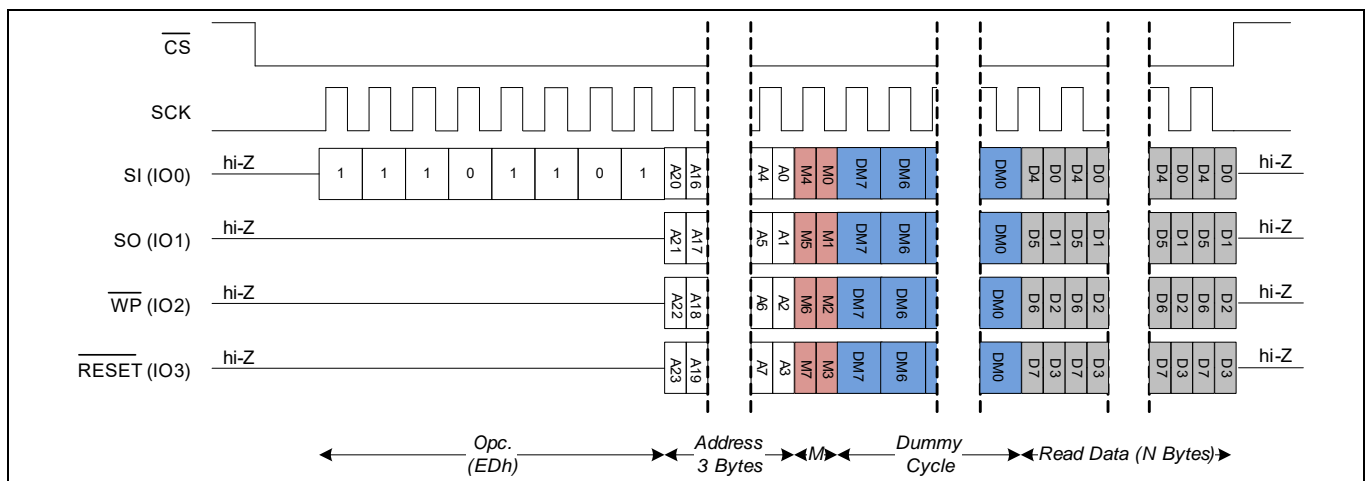 CS
SCK
SI (IO0) hi-Z 1 1 1 0 1 1 0 1 A20 A16 A4 A0 M4 M0 DM7 DM6 DM0 D4 D0 D4 D0 D4 D0 D4 D0 hi-Z
SO (IO1) hi-Z A21 A17 A5 A1 M5 M1 DM7 DM6 DM0 D5 D1 D5 D1 D5 D1 D5 D1 hi-Z
WP (IO2) hi-Z A22 A18 A6 A2 M6 M2 DM7 DM6 DM0 D6 D2 D6 D2 D6 D2 D6 D2 hi-Z
RESET (IO3) hi-Z A23 A19 A7 A3 M7 M3 DM7 DM6 DM0 D7 D3 D7 D3 D7 D3 D7 D3 hi-Z
Opc. Address M Dummy Read Data (N Bytes)
(EDh) 3 Bytes Cycle